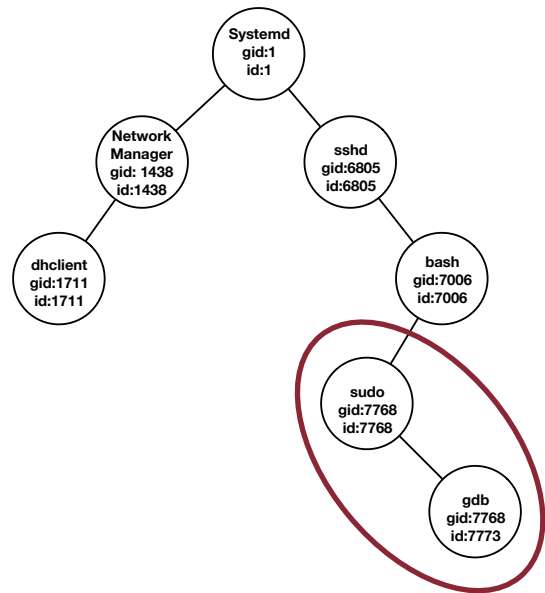 Systemd
gid:1
id:1
Network
Manager
gid: 1438
id:1438
sshd
gid:6805
id:6805
dhclient
gid:1711
id:1711
bash
gid:7006
id:7006
sudo
gid:7768
id:7768
gdb
gid:7768
id:7773